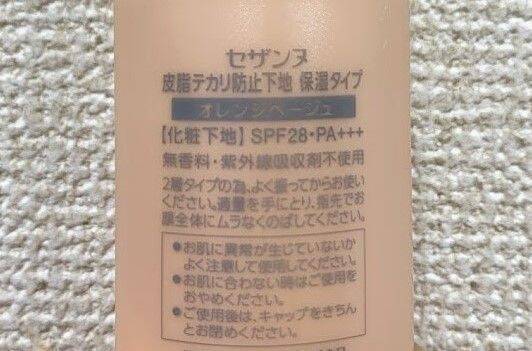 セザンヌ
皮脂テカリ防止下地 保湿タイプ
オレンジベージュ
【化粧下地】SPF28・PA+++
無香料・紫外線吸収剤不使用
2層タイプの為、よく振ってからお使い
ください。適量を手にとり、指先でお
顔全体にムラなくのばしてください。
●お肌に異常が生じていないか
よく注意して使用してください。
●お肌に合わない時はご使用を
おやめください。
●ご使用後は、キャップをきちん
とお閉めください。